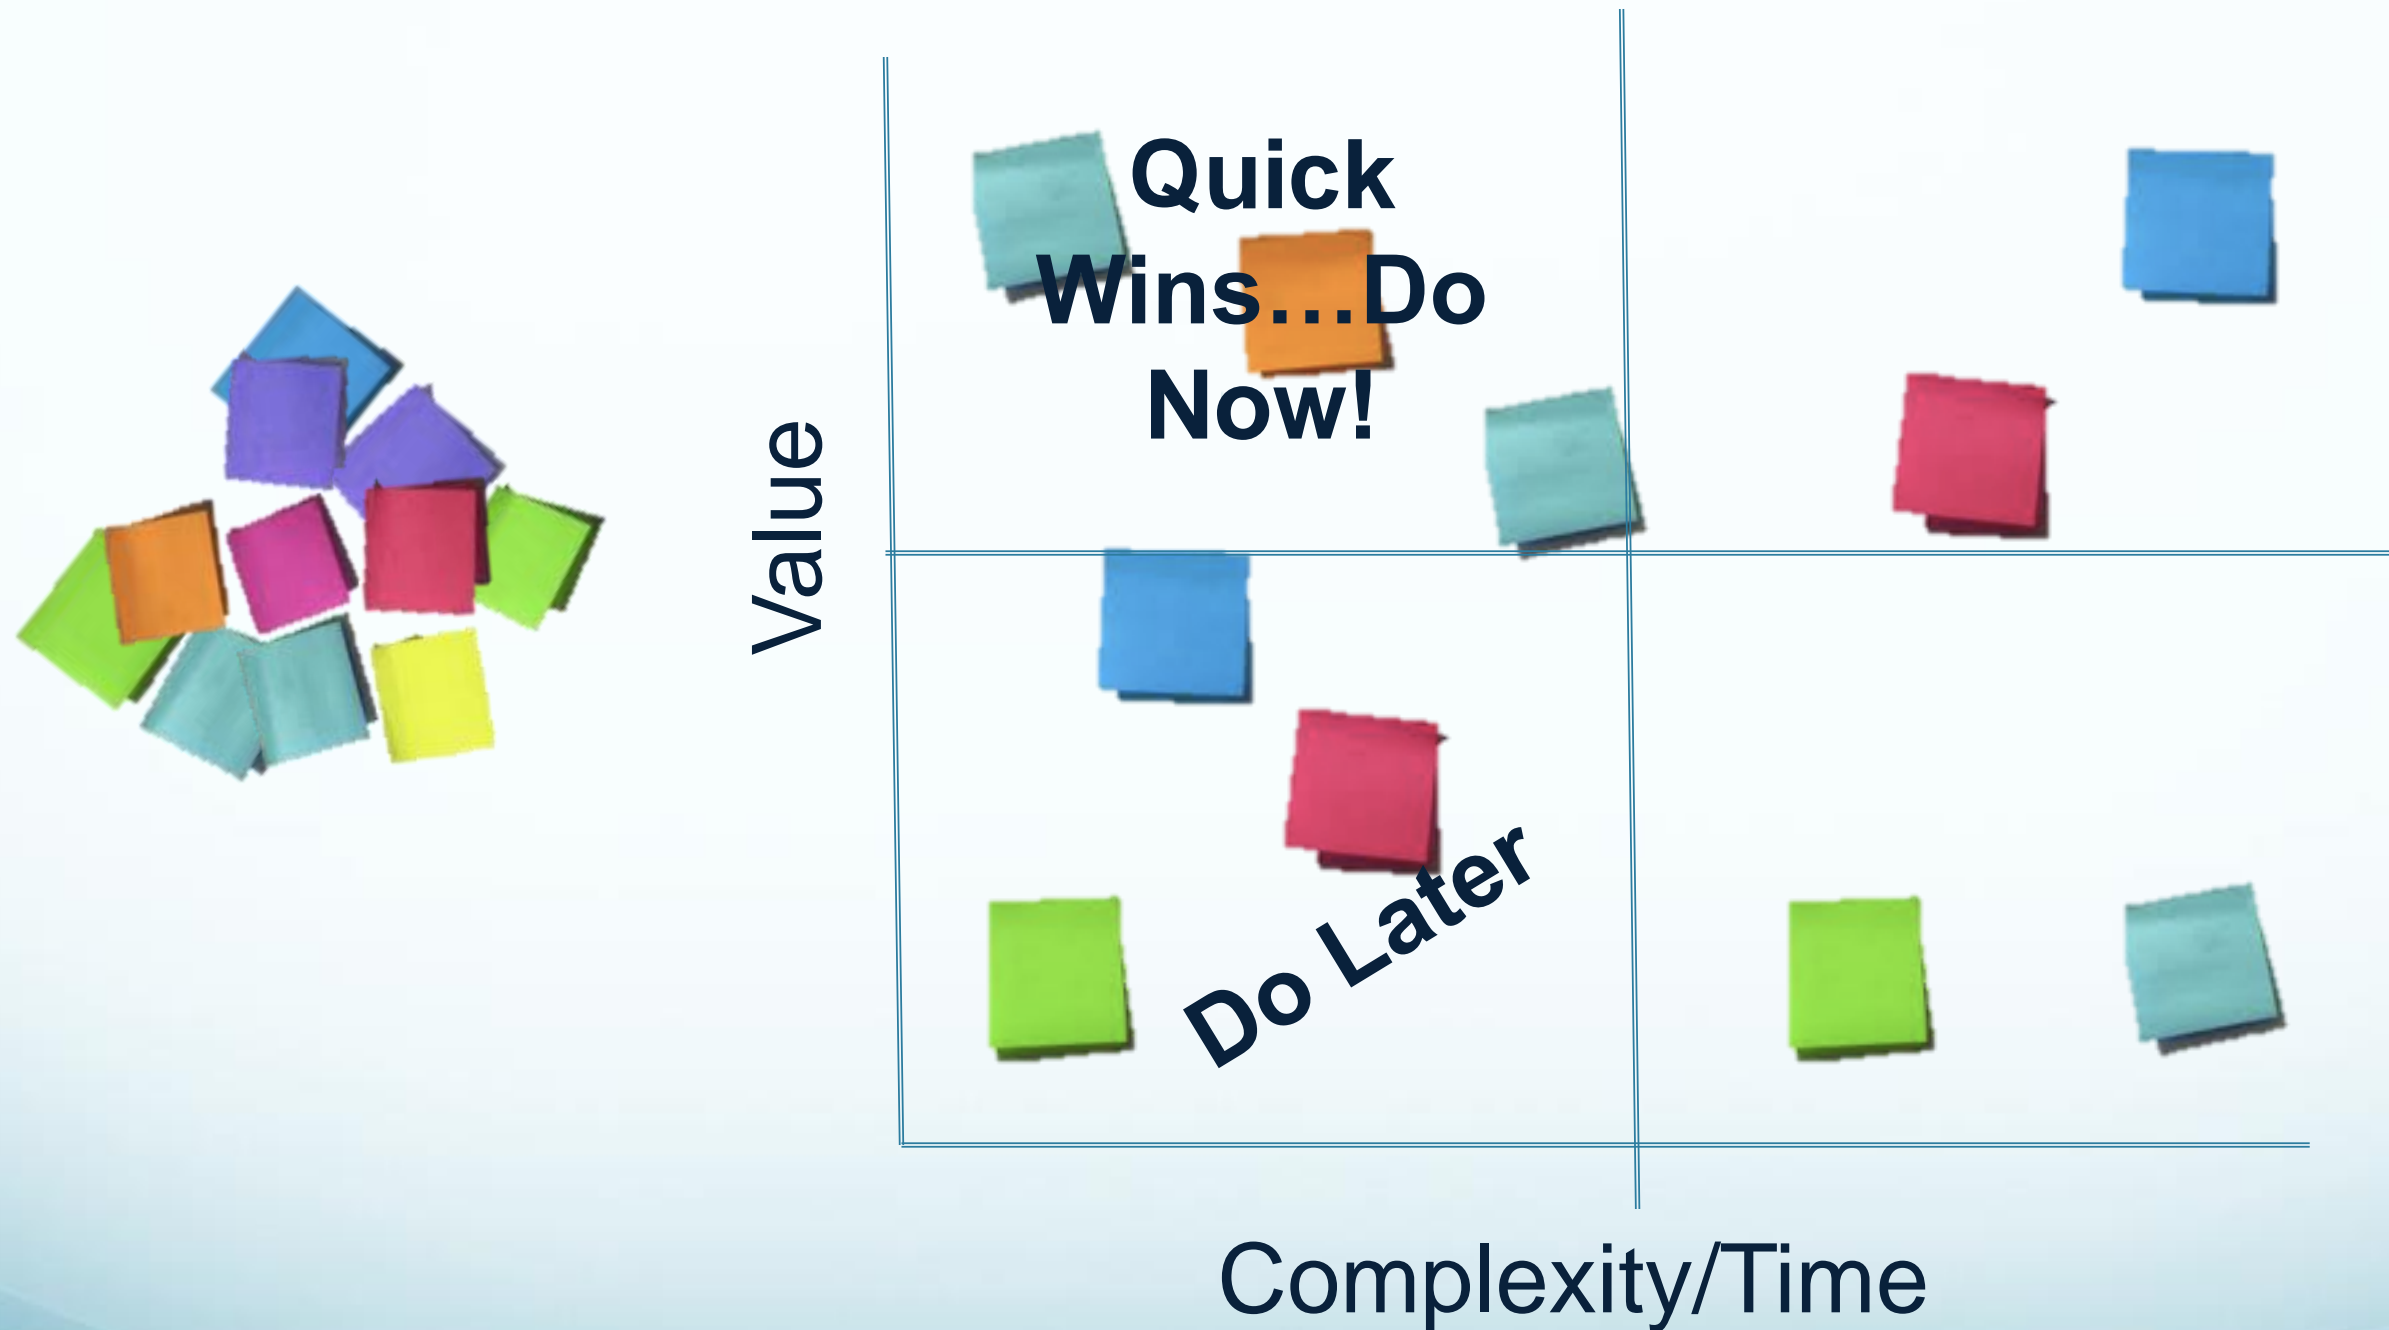 Quick
Wins...Do
Now!
Value
Do Later
Complexity/Time